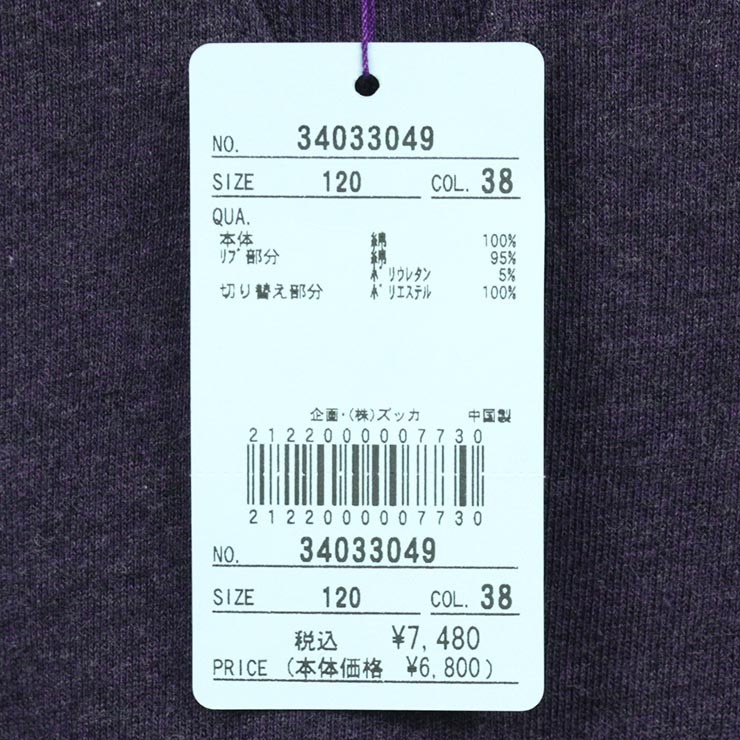 NO. 34033049
SIZE 120 COL. 38
QUA.
本体 綿 100%
ﾘﾌﾞ部分 綿 95%
ﾎﾟﾘｳﾚﾀﾝ 5%
切り替え部分 ﾎﾟﾘｴｽﾃﾙ 100%
企画・(株)ズッカ 中国製
2122000007730
2122000007730
NO. 34033049
SIZE 120 COL. 38
税込 ¥7,480
PRICE (本体価格 ¥6,800)